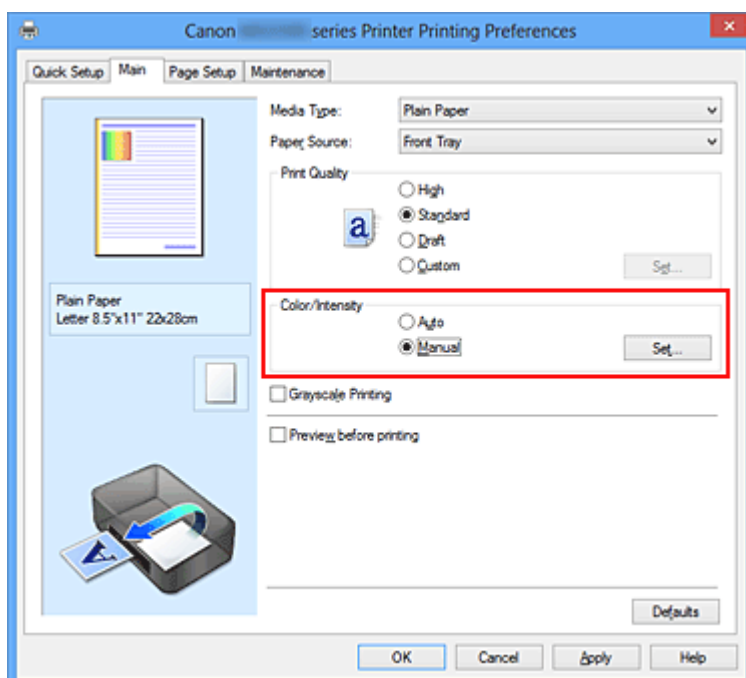 Canon series Printer Printing Preferences
Quick Setup Main Page Setup Maintenance
Media Type: Plain Paper
Paper Source: Front Tray
Print Quality
High
Standard
Draft
Custom Set...
a
Plain Paper
Letter 8.5"x11" 22x28cm
Color/Intensity
Auto
Manual Set...
Grayscale Printing
Preview before printing
A
Defaults
OK Cancel Apply Help